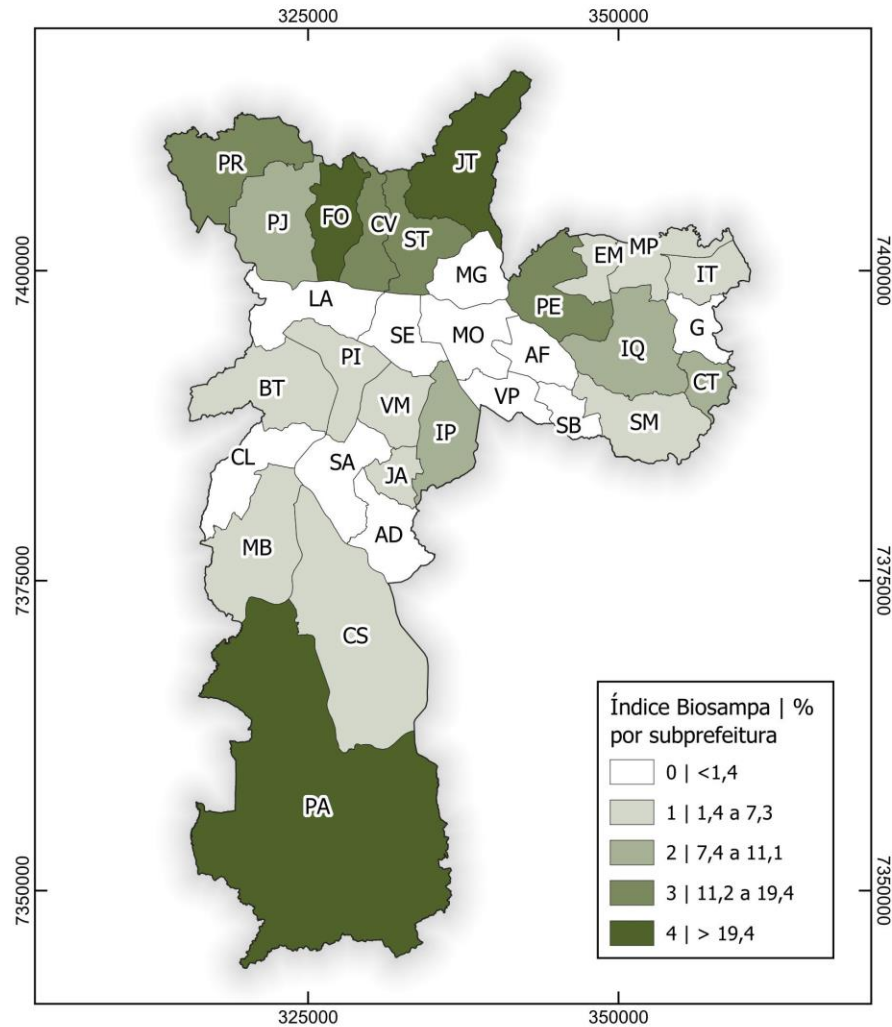 325000
350000
PR
JT
PJ
FO
CV
ST
7400000
EM
MP
IT
7400000
MG
LA
PE
G
SE
MO
AF
IQ
PI
CT
BT
VP
VM
SB
SM
IP
CL
SA
JA
AD
MB
7375000
7375000
CS
PA
7350000
7350000
Índice Biosampa | %
por subprefeitura
0 | <1,4
1 | 1,4 a 7,3
2 | 7,4 a 11,1
3 | 11,2 a 19,4
4 | > 19,4
325000
350000